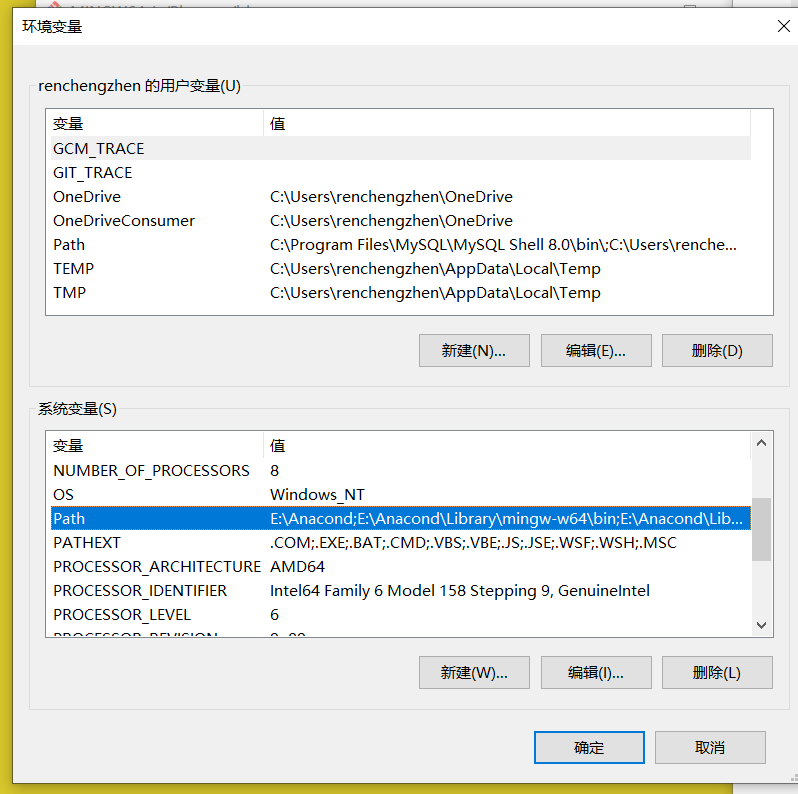 环境变量
renchengzhen 的用户变量(U)
变量 值
GCM_TRACE
GIT_TRACE
OneDrive C:\Users\renchengzhen\OneDrive
OneDriveConsumer C:\Users\renchengzhen\OneDrive
Path C:\Program Files\MySQL\MySQL Shell 8.0\bin\;C:\Users\renche...
TEMP C:\Users\renchengzhen\AppData\Local\Temp
TMP C:\Users\renchengzhen\AppData\Local\Temp
新建(N)... 编辑(E)... 删除(D)
系统变量(S)
变量 值
NUMBER_OF_PROCESSORS 8
OS Windows_NT
Path E:\Anacond;E:\Anacond\Library\mingw-w64\bin;E:\Anacond\Lib...
PATHEXT .COM;.EXE;.BAT;.CMD;.VBS;.VBE;.JS;.JSE;.WSF;.WSH;.MSC
PROCESSOR_ARCHITECTURE AMD64
PROCESSOR_IDENTIFIER Intel64 Family 6 Model 158 Stepping 9, GenuineIntel
PROCESSOR_LEVEL 6
PROCESSOR_REVISION
新建(W)... 编辑(I)... 删除(L)
确定 取消